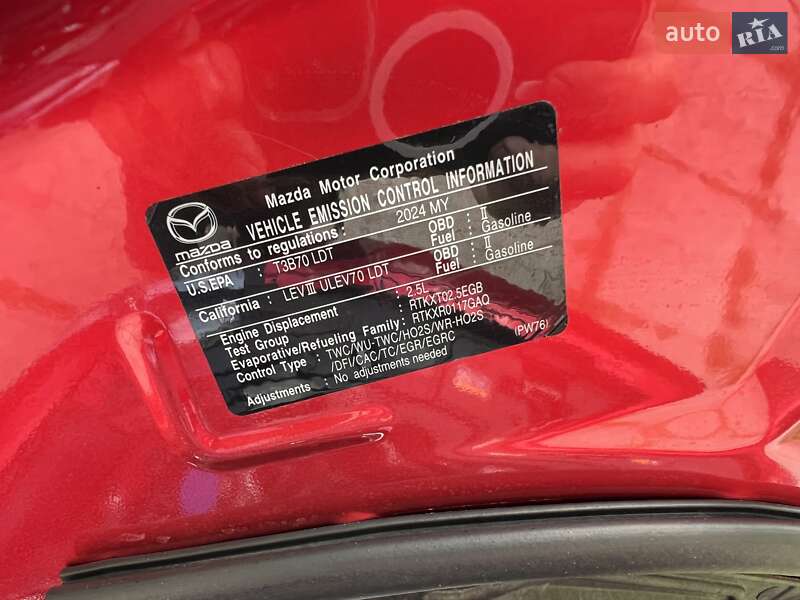 auto RIA.com
Mazda Motor Corporation
mazda
VEHICLE EMISSION CONTROL INFORMATION
Conforms to regulations : 2024 MY
U.S.EPA : T3B70 LDT OBD : II
Fuel : Gasoline
California : LEVIII ULEV70 LDT OBD : II
Fuel : Gasoline
Engine Displacement : 2.5L
Test Group : RTKXT02.5EGB
Evaporative/Refueling Family: RTKXR0117GAQ
Control Type : TWC/WU-TWC/HO2S/WR-HO2S
/DFI/CAC/TC/EGR/EGRC
Adjustments : No adjustments needed
(PW76)